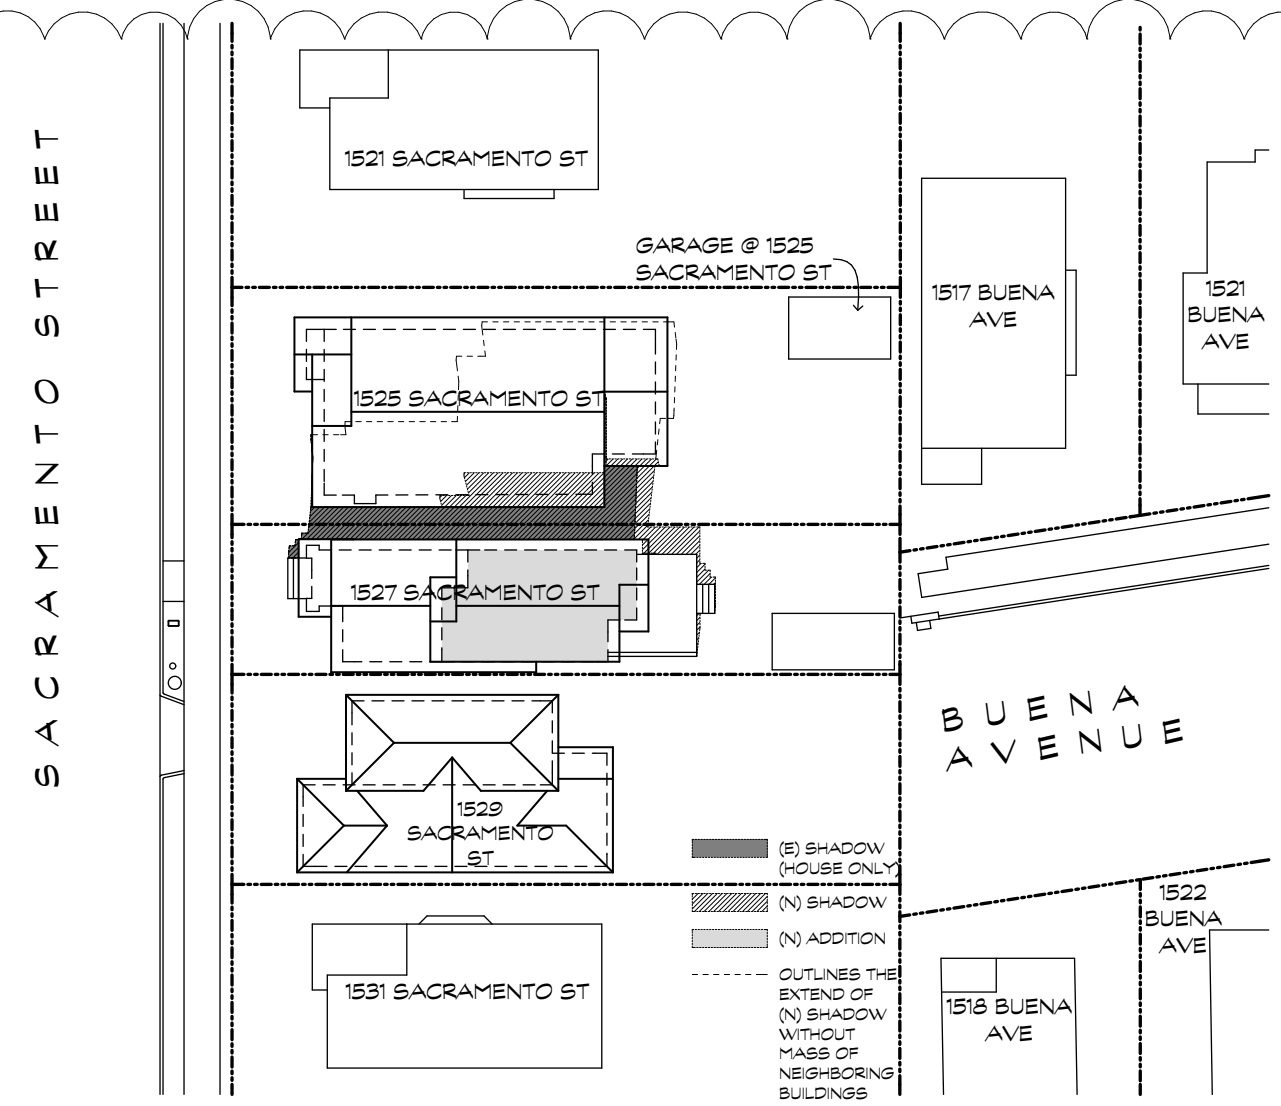 SACRAMENTO STREET
1521 SACRAMENTO ST
GARAGE @ 1525
SACRAMENTO ST
1517 BUENA
AVE
1521
BUENA
AVE
1525 SACRAMENTO ST
1527 SACRAMENTO ST
BUENA
AVENUE
1529
SACRAMENTO
ST
(E) SHADOW
(HOUSE ONLY)
(N) SHADOW
(N) ADDITION
OUTLINES THE
EXTEND OF
(N) SHADOW
WITHOUT
MASS OF
NEIGHBORING
BUILDINGS
1531 SACRAMENTO ST
1522
BUENA
AVE
1518 BUENA
AVE